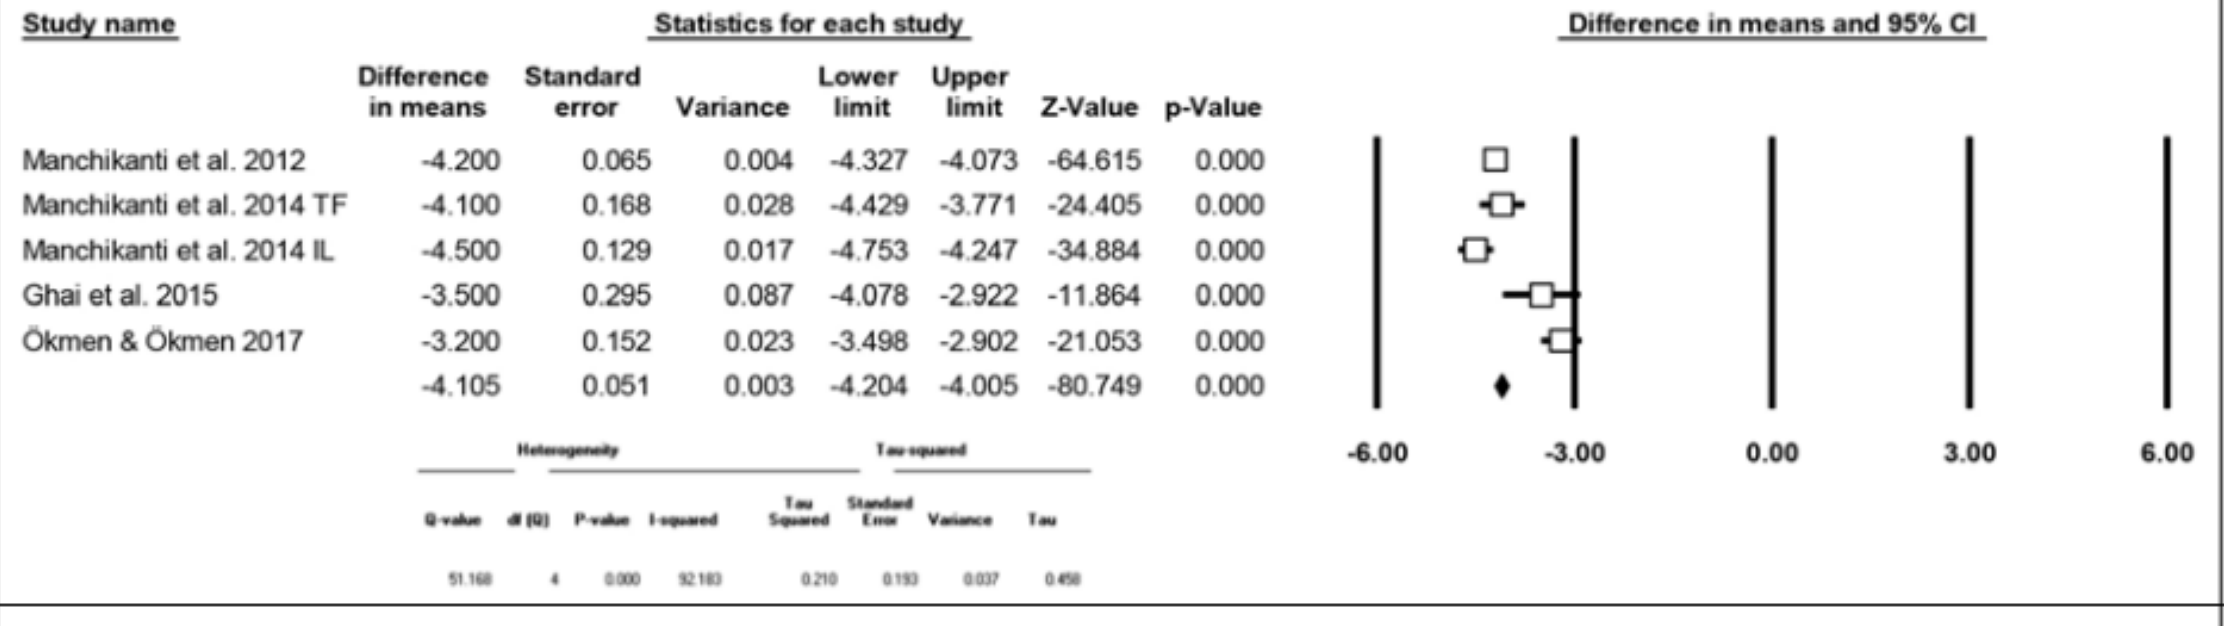 Study name Statistics for each study Difference in means and 95% CI
Difference Standard Lower Upper
in means error Variance limit limit Z-Value p-Value
Manchikanti et al. 2012 -4.200 0.065 0.004 -4.327 -4.073 -64.615 0.000
Manchikanti et al. 2014 TF -4.100 0.168 0.028 -4.429 -3.771 -24.405 0.000
Manchikanti et al. 2014 IL -4.500 0.129 0.017 -4.753 -4.247 -34.884 0.000
Ghai et al. 2015 -3.500 0.295 0.087 -4.078 -2.922 -11.864 0.000
Ökmen & Ökmen 2017 -3.200 0.152 0.023 -3.498 -2.902 -21.053 0.000
-4.105 0.051 0.003 -4.204 -4.005 -80.749 0.000
-6.00 -3.00 0.00 3.00 6.00
Heterogeneity Tau-squared
Tau Standard
Q-value df (Q) P-value I-squared Squared Error Variance Tau
51.168 4 0.000 92.183 0.210 0.193 0.037 0.458